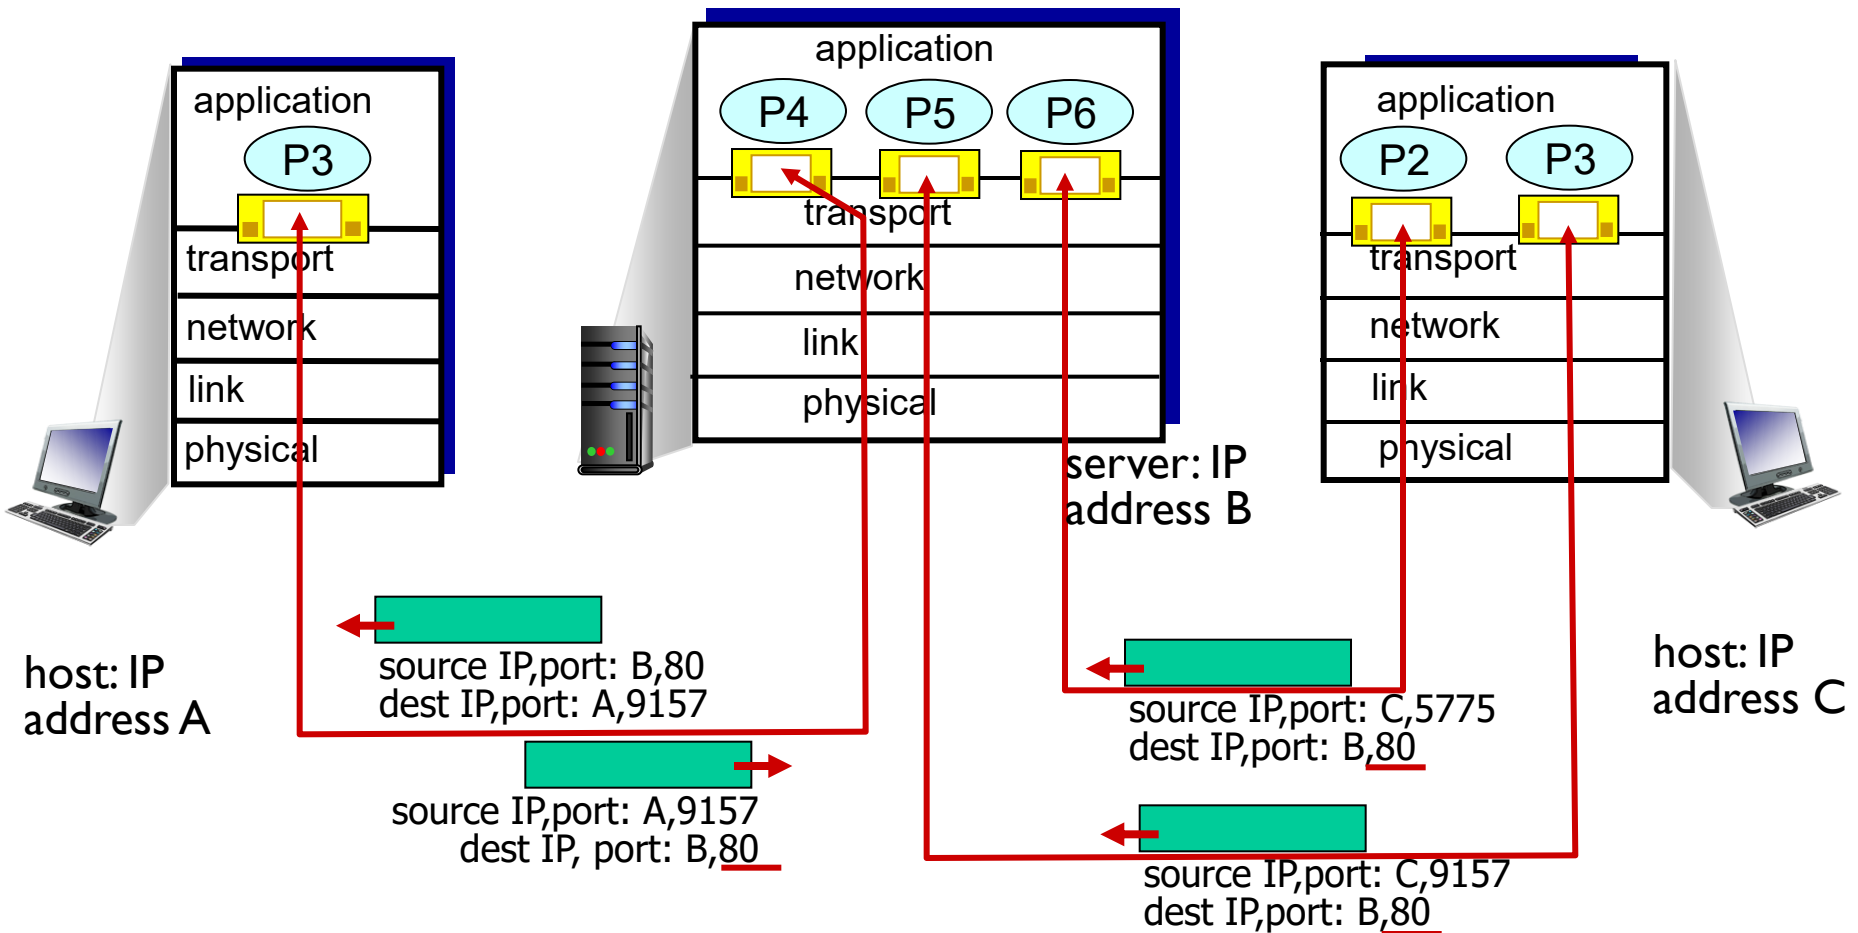 application
P3
transport
network
link
physical
host: IP
address A
application
P4 P5 P6
transport
network
link
physical
server: IP
address B
application
P2 P3
transport
network
link
physical
host: IP
address C
source IP,port: B,80
dest IP,port: A,9157
source IP,port: A,9157
dest IP, port: B,80
source IP,port: C,5775
dest IP,port: B,80
source IP,port: C,9157
dest IP,port: B,80